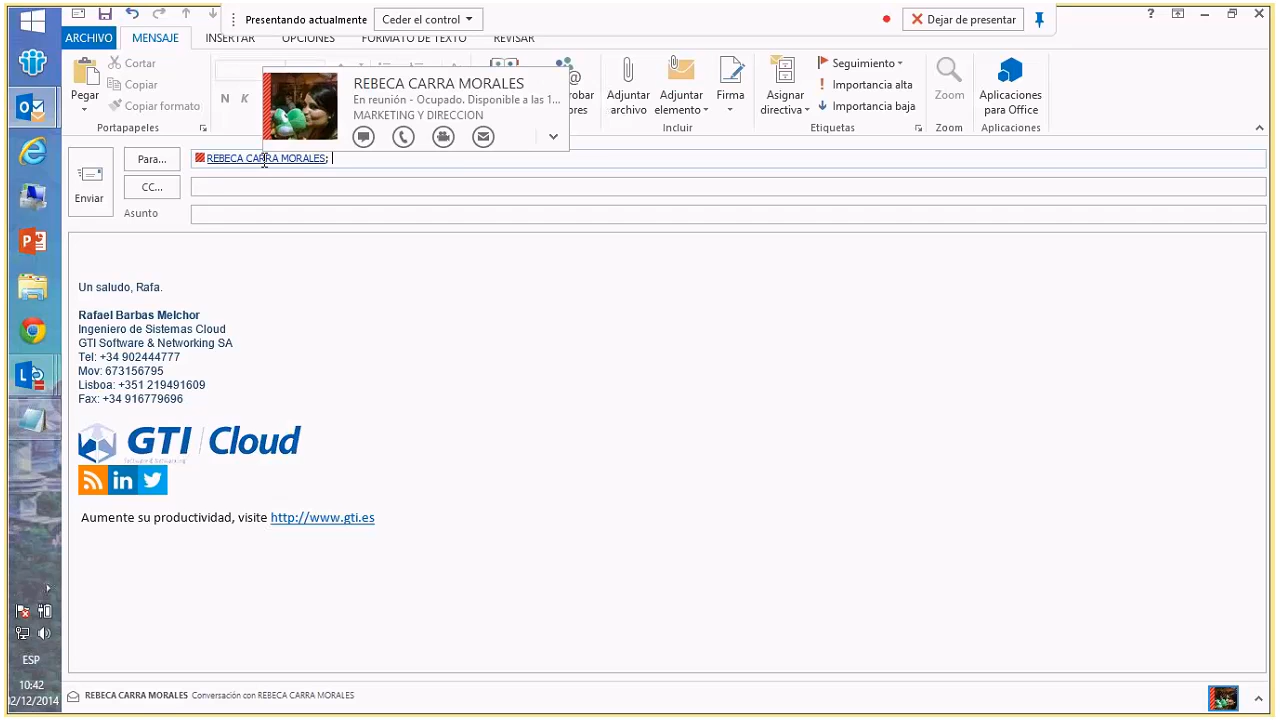 Presentando actualmente
Ceder el control
Dejar de presentar
?
ARCHIVO
MENSAJE
INSERTAR
OPCIONES
FORMATO DE TEXTO
REVISAR
Pegar
Cortar
Copiar
Copiar formato
Portapapeles
N K
REBECA CARRA MORALES
En reunión - Ocupado. Disponible a las 1...
MARKETING Y DIRECCION
Adjuntar archivo
Adjuntar elemento
Firma
Incluir
Asignar directiva
Seguimiento
Importancia alta
Importancia baja
Etiquetas
Zoom
Zoom
Aplicaciones para Office
Aplicaciones
Enviar
Para...
REBECA CARRA MORALES;
CC...
Asunto
Un saludo, Rafa.
Rafael Barbas Melchor
Ingeniero de Sistemas Cloud
GTI Software & Networking SA
Tel: +34 902444777
Mov: 673156795
Lisboa: +351 219491609
Fax: +34 916779696
GTI Cloud
Software & Networking
in
Aumente su productividad, visite http://www.gti.es
ESP
10:42
02/12/2014
REBECA CARRA MORALES Conversación con REBECA CARRA MORALES